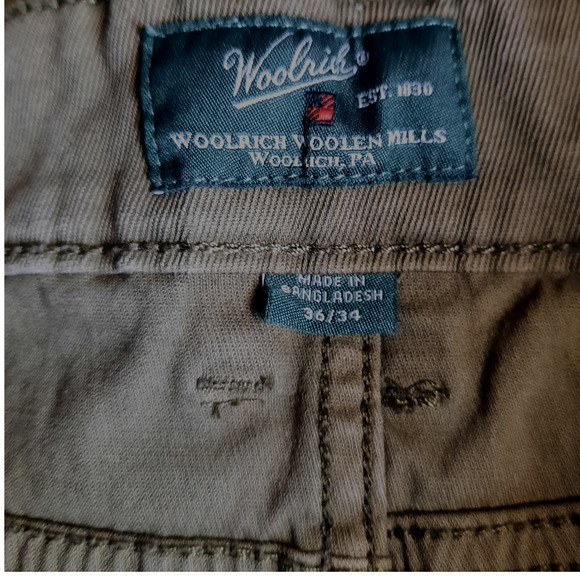 Woolrich®
EST. 1830
WOOLRICH WOOLEN MILLS
WOOLRICH, PA
MADE IN
BANGLADESH
36/34